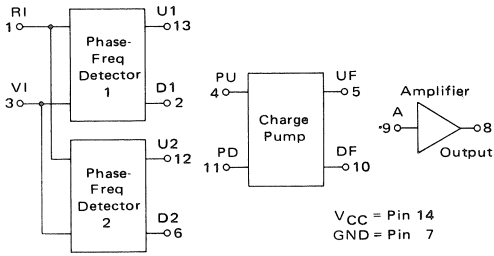 RI
1
VI
3
Phase-
Freq
Detector
1
U1
13
D1
2
Phase-
Freq
Detector
2
U2
12
D2
6
PU
4
PD
11
Charge
Pump
UF
5
DF
10
Amplifier
A
9
8
Output
VCC = Pin 14
GND = Pin 7